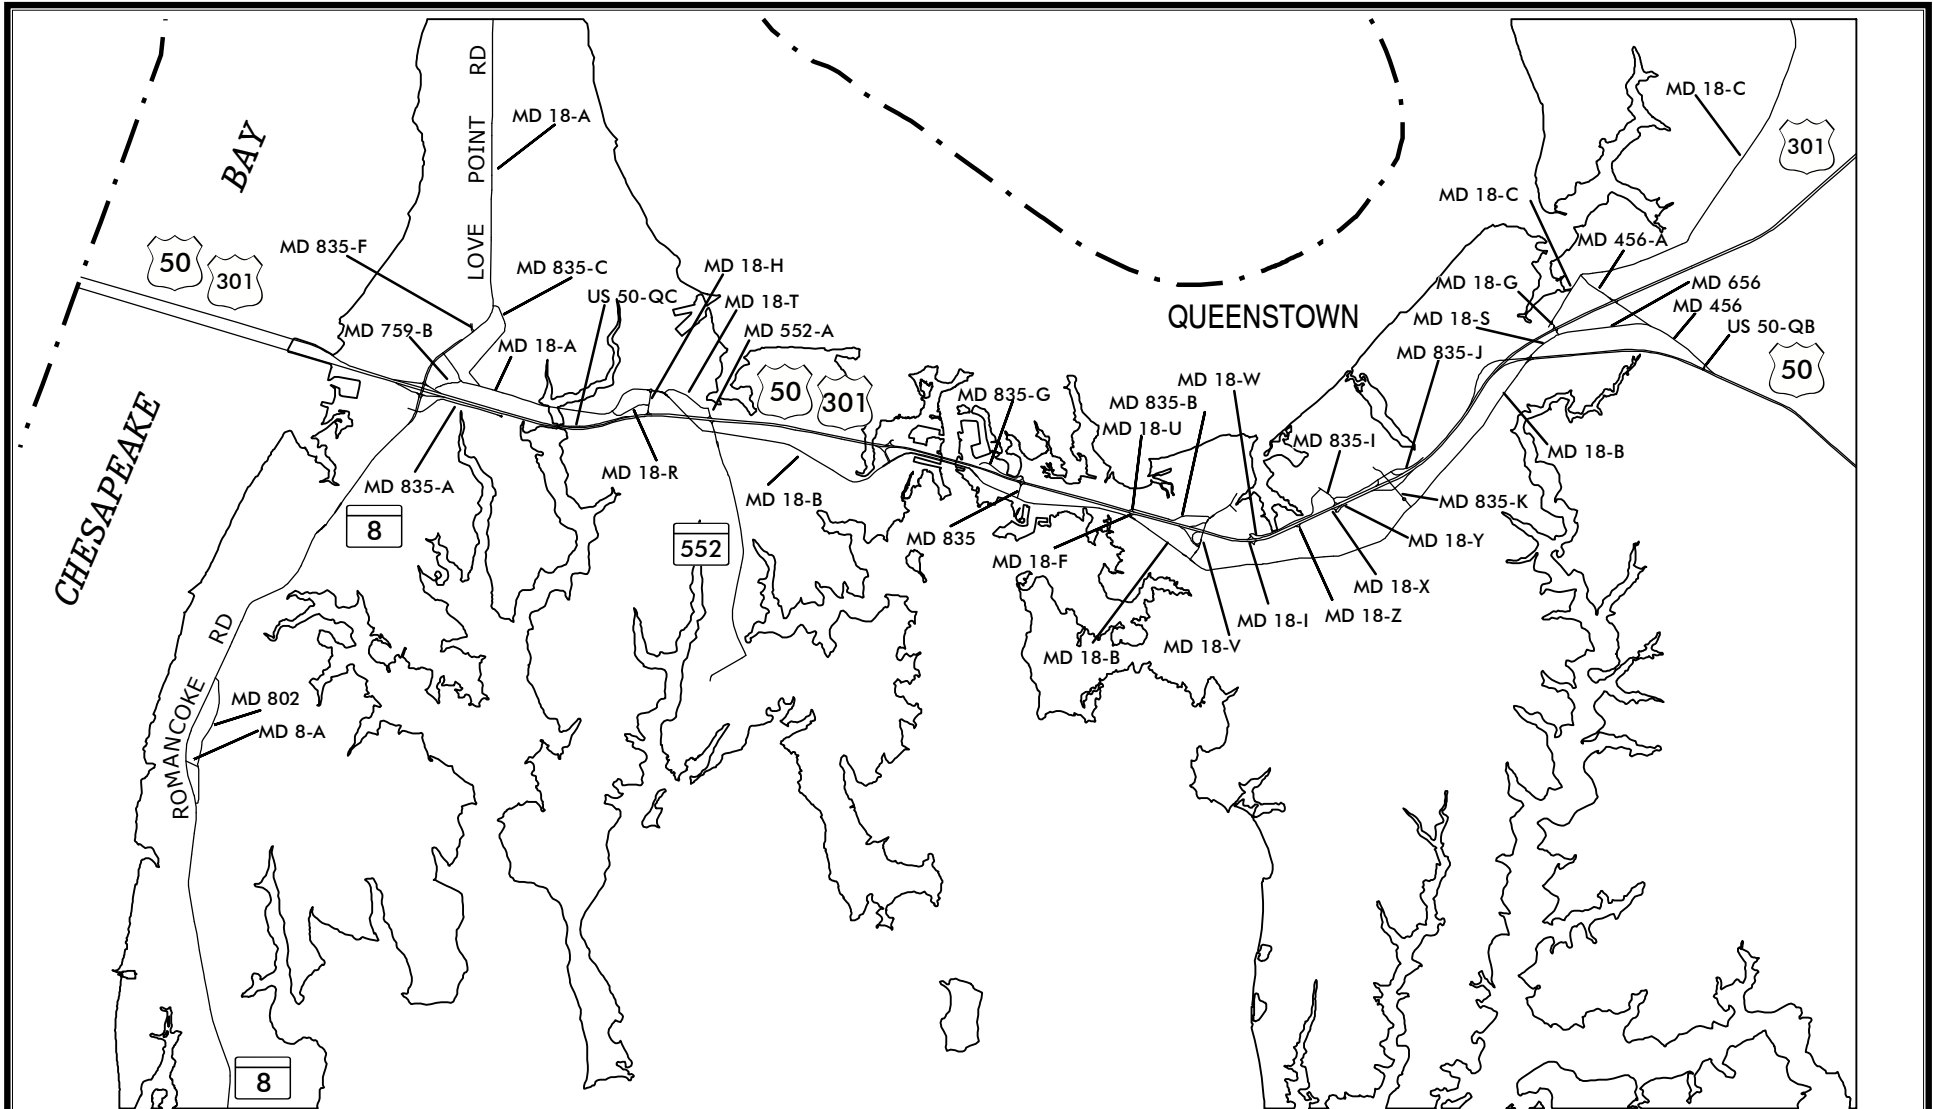 RD
POINT
LOVE
MD 18-A
MD 18-C
301
BAY
MD 18-C
MD 835-F
50
301
MD 835-C
MD 18-H
MD 456-A
US 50-QC
MD 18-T
MD 18-G
MD 656
MD 456
MD 759-B
MD 18-A
MD 552-A
QUEENSTOWN
MD 18-S
US 50-QB
MD 835-J
50
50
301
MD 835-G
MD 18-W
MD 835-B
MD 18-U
MD 835-I
MD 18-B
CHESAPEAKE
MD 835-A
MD 18-R
MD 18-B
MD 835-K
8
552
MD 835
MD 18-F
MD 18-Y
MD 18-X
MD 18-Z
MD 18-I
MD 18-V
MD 18-B
RD
ROMANCOKE
MD 802
MD 8-A
8